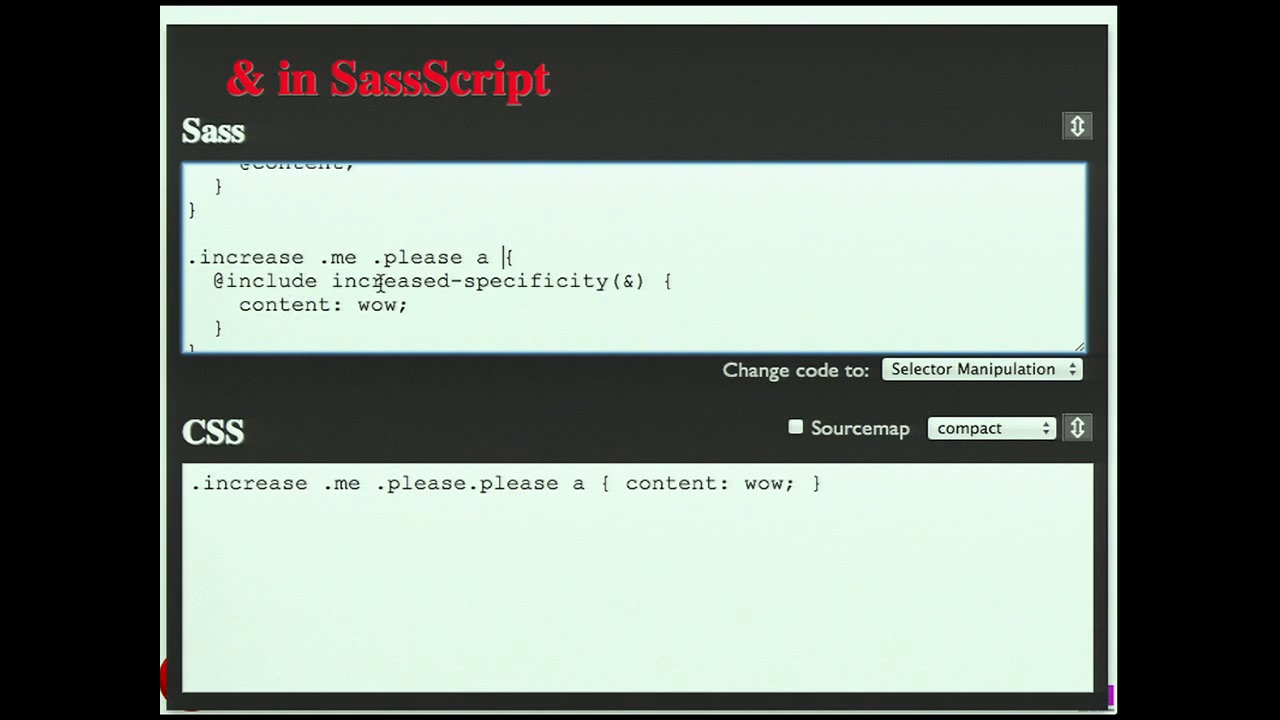 & in SassScript
Sass
@content;
}
}
.increase .me .please a {
@include increased-specificity(&) {
content: wow;
}
}
Change code to: Selector Manipulation
CSS
Sourcemap compact
.increase .me .please.please a { content: wow; }